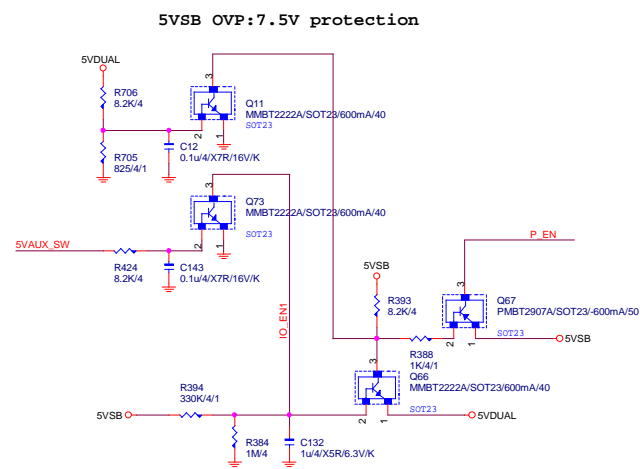 5VSB OVP:7.5V protection
5VDUAL
R706
8.2K/4
R705
825/4/1
C12
0.1u/4/X7R/16V/K
3
2
1
Q11
MMBT2222A/SOT23/600mA/40
SOT23
3
2
1
Q73
MMBT2222A/SOT23/600mA/40
SOT23
5VAUX_SW
R424
8.2K/4
C143
0.1u/4/X7R/16V/K
IO_EN1
P_EN
5VSB
R393
8.2K/4
3
2
1
Q67
PMBT2907A/SOT23/-600mA/50
SOT23
5VSB
R388
1K/4/1
3
2
1
Q66
MMBT2222A/SOT23/600mA/40
SOT23
5VDUAL
5VSB
R394
330K/4/1
R384
1M/4
C132
1u/4/X5R/6.3V/K